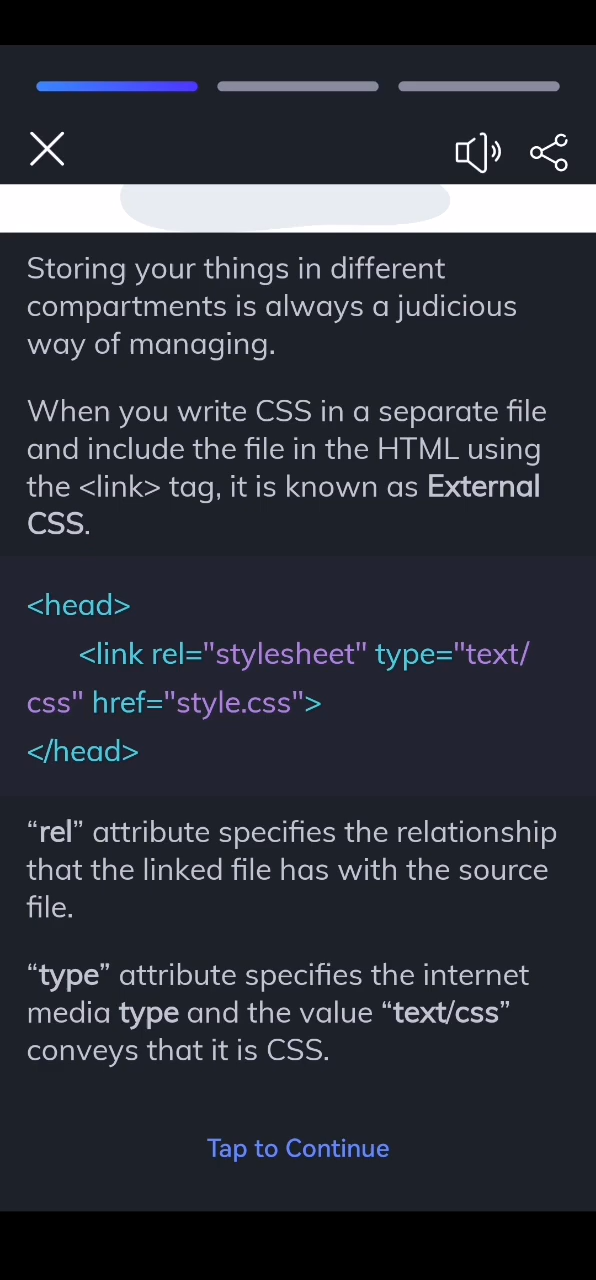 Storing your things in different
compartments is always a judicious
way of managing.
When you write CSS in a separate file
and include the file in the HTML using
the <link> tag, it is known as External
CSS.
<head>
<link rel="stylesheet" type="text/
css" href="style.css">
</head>
“rel” attribute specifies the relationship
that the linked file has with the source
file.
“type” attribute specifies the internet
media type and the value “text/css”
conveys that it is CSS.
Tap to Continue